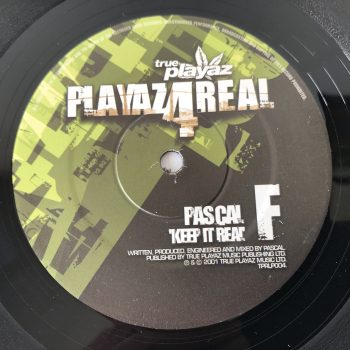 true
playaz
PLAYAZ4REAL
PASCAL
"KEEP IT REAL"
F
WRITTEN, PRODUCED, ENGINEERED AND MIXED BY PASCAL.
PUBLISHED BY TRUE PLAYAZ MUSIC PUBLISHING LTD.
℗ & © 2001 TRUE PLAYAZ MUSIC LTD.
TPRLP004.